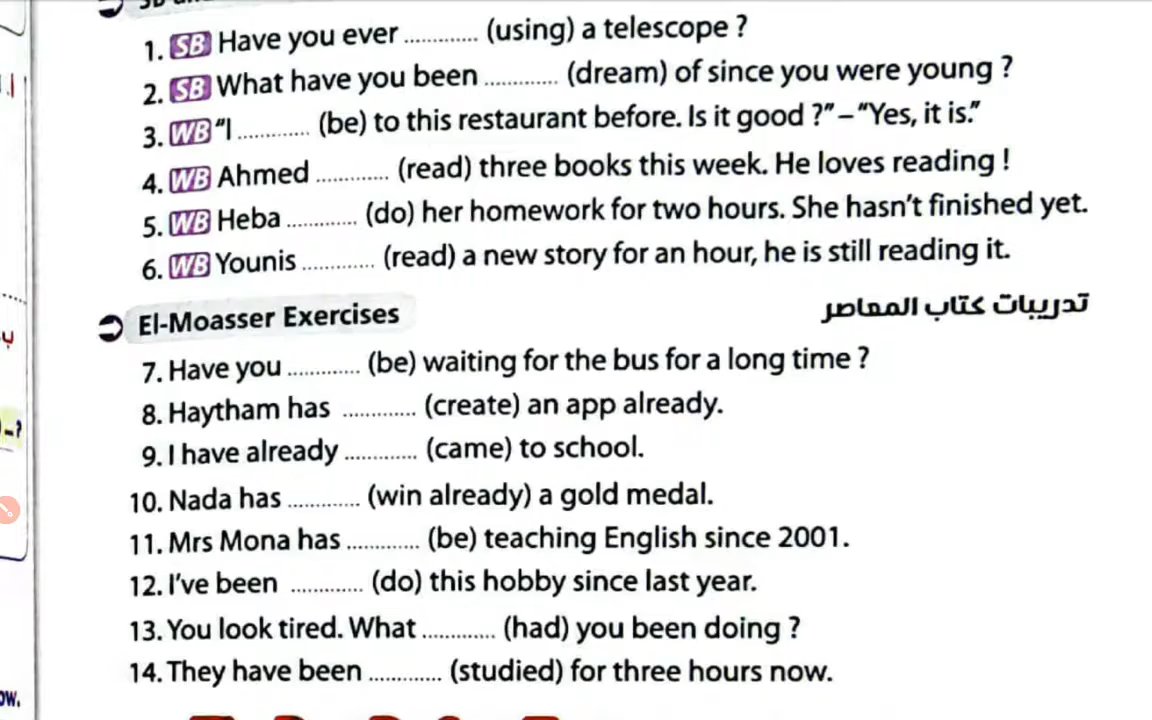 1. SB Have you ever ............ (using) a telescope ?
2. SB What have you been ............ (dream) of since you were young ?
3. WB "I ............ (be) to this restaurant before. Is it good ?" – "Yes, it is."
4. WB Ahmed ............ (read) three books this week. He loves reading !
5. WB Heba ............ (do) her homework for two hours. She hasn't finished yet.
6. WB Younis ............ (read) a new story for an hour, he is still reading it.
El-Moasser Exercises تدريبات كتاب المعاصر
7. Have you ............ (be) waiting for the bus for a long time ?
8. Haytham has ............ (create) an app already.
9. I have already ............ (came) to school.
10. Nada has ............ (win already) a gold medal.
11. Mrs Mona has ............ (be) teaching English since 2001.
12. I've been ............ (do) this hobby since last year.
13. You look tired. What ............ (had) you been doing ?
14. They have been ............ (studied) for three hours now.
ow.